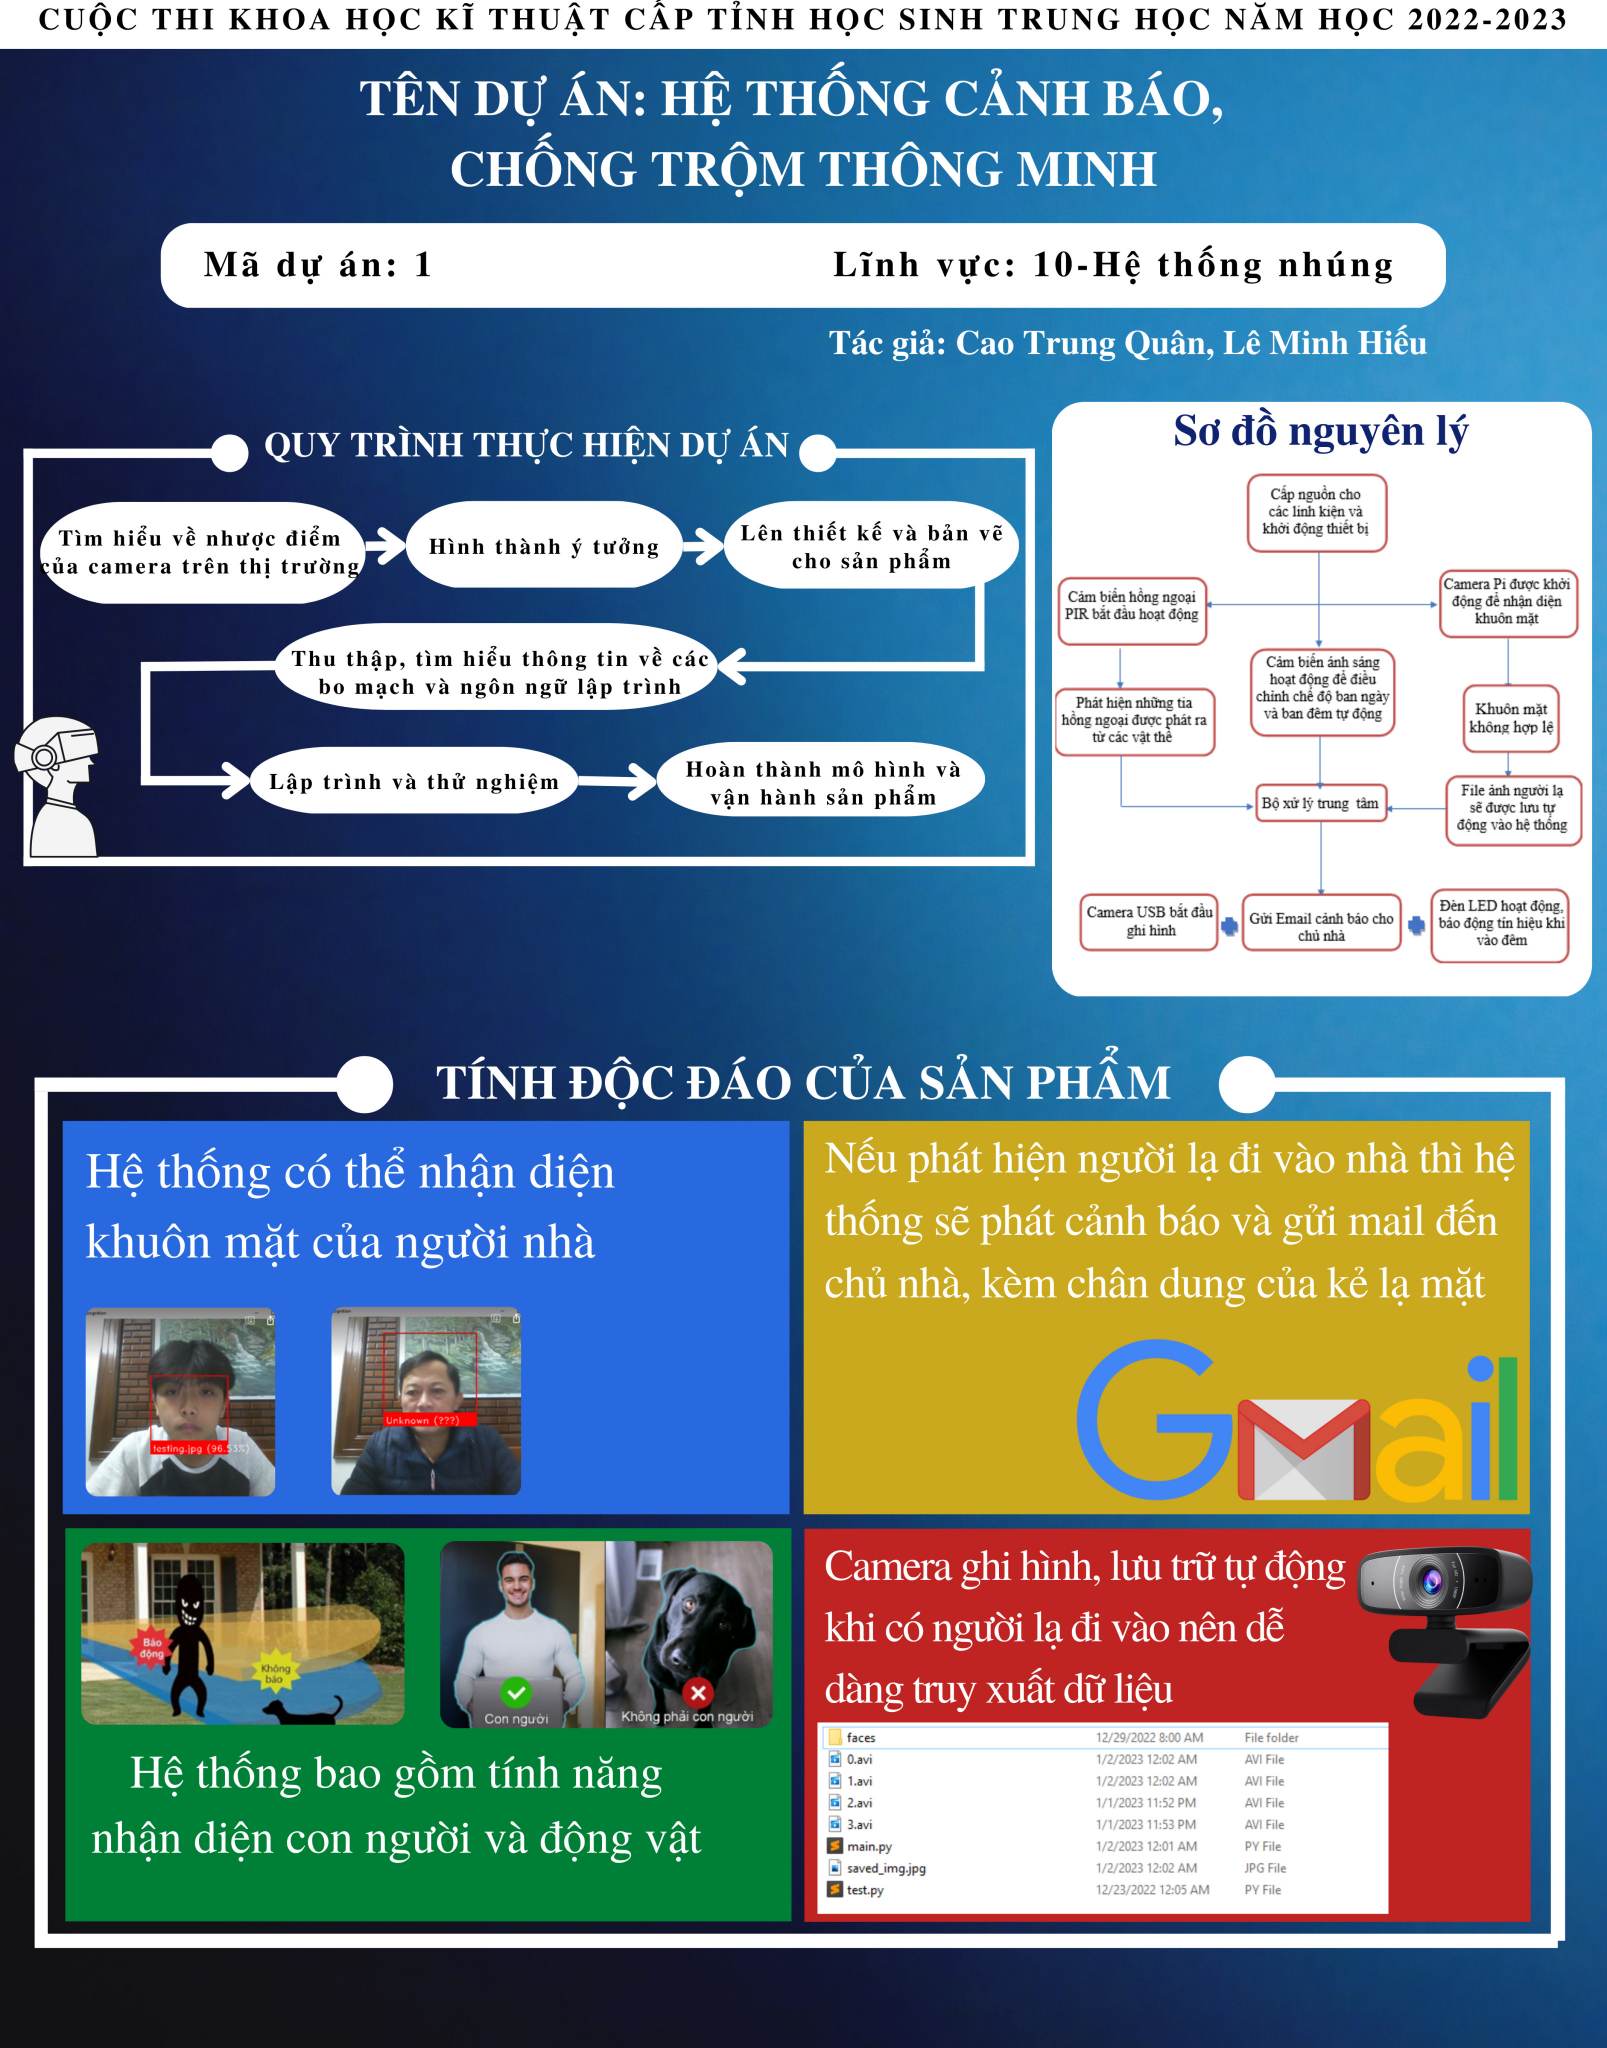 CUỘC THI KHOA HỌC KĨ THUẬT CẤP TỈNH HỌC SINH TRUNG HỌC NĂM HỌC 2022-2023
TÊN DỰ ÁN: HỆ THỐNG CẢNH BÁO,
CHỐNG TRỘM THÔNG MINH
Mã dự án: 1
Lĩnh vực: 10-Hệ thống nhúng
Tác giả: Cao Trung Quân, Lê Minh Hiếu
QUY TRÌNH THỰC HIỆN DỰ ÁN
Tìm hiểu về nhược điểm
của camera trên thị trường
Hình thành ý tưởng
Lên thiết kế và bản vẽ
cho sản phẩm
Thu thập, tìm hiểu thông tin về các
bo mạch và ngôn ngữ lập trình
Lập trình và thử nghiệm
Hoàn thành mô hình và
vận hành sản phẩm
Sơ đồ nguyên lý
Cấp nguồn cho
các linh kiện và
khởi động thiết bị
Cảm biến hồng ngoại
PIR bắt đầu hoạt động
Camera Pi được khởi
động để nhận diện
khuôn mặt
Cảm biến ánh sáng
hoạt động để điều
chỉnh chế độ ban ngày
và ban đêm tự động
Phát hiện những tia
hồng ngoại được phát ra
từ các vật thể
Khuôn mặt
không hợp lệ
Bộ xử lý trung tâm
File ảnh người lạ
sẽ được lưu tự
động vào hệ thống
Camera USB bắt đầu
ghi hình
Gửi Email cảnh báo cho
chủ nhà
Đèn LED hoạt động,
báo động tín hiệu khi
vào đêm
TÍNH ĐỘC ĐÁO CỦA SẢN PHẨM
Hệ thống có thể nhận diện
khuôn mặt của người nhà
testing.jpg (96.53%)
Unknown (???)
Nếu phát hiện người lạ đi vào nhà thì hệ
thống sẽ phát cảnh báo và gửi mail đến
chủ nhà, kèm chân dung của kẻ lạ mặt
Gmail
Báo
động
Không
báo
Con người
Không phải con người
Hệ thống bao gồm tính năng
nhận diện con người và động vật
Camera ghi hình, lưu trữ tự động
khi có người lạ đi vào nên dễ
dàng truy xuất dữ liệu
faces 12/29/2022 8:00 AM File folder
0.avi 1/2/2023 12:02 AM AVI File
1.avi 1/2/2023 12:02 AM AVI File
2.avi 1/1/2023 11:52 PM AVI File
3.avi 1/1/2023 11:53 PM AVI File
main.py 1/2/2023 12:01 AM PY File
saved_img.jpg 1/2/2023 12:02 AM JPG File
test.py 12/23/2022 12:05 AM PY File